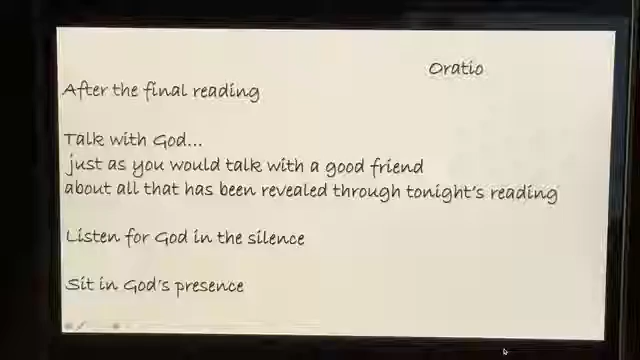 Oratio
After the final reading
Talk with God...
just as you would talk with a good friend
about all that has been revealed through tonight's reading
Listen for God in the silence
Sit in God's presence